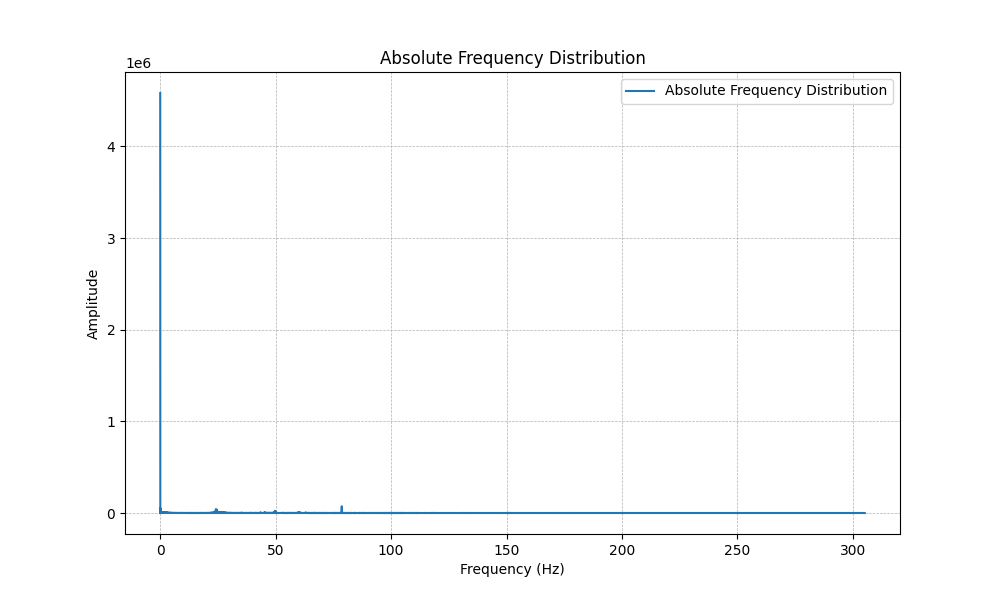 Absolute Frequency Distribution
1e6
Absolute Frequency Distribution
4
3
2
1
0
Amplitude
0 50 100 150 200 250 300
Frequency (Hz)